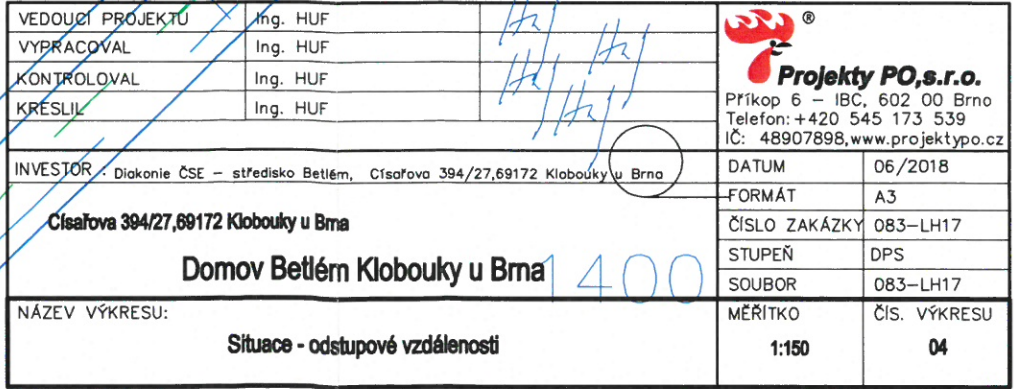 VEDOUCÍ PROJEKTU Ing. HUF
VYPRACOVAL Ing. HUF
KONTROLOVAL Ing. HUF
KRESLIL Ing. HUF
®
Projekty PO,s.r.o.
Příkop 6 – IBC, 602 00 Brno
Telefon:+420 545 173 539
IČ: 48907898,www.projektypo.cz
INVESTOR : Diakonie ČSE – středisko Betlém, Císařova 394/27,69172 Klobouky u Brna
DATUM 06/2018
FORMÁT A3
Císařova 394/27,69172 Klobouky u Brna
ČÍSLO ZAKÁZKY 083–LH17
STUPEŇ DPS
Domov Betlém Klobouky u Brna
1400
SOUBOR 083–LH17
NÁZEV VÝKRESU:
Situace - odstupové vzdálenosti
MĚŘÍTKO ČÍS. VÝKRESU
1:150 04